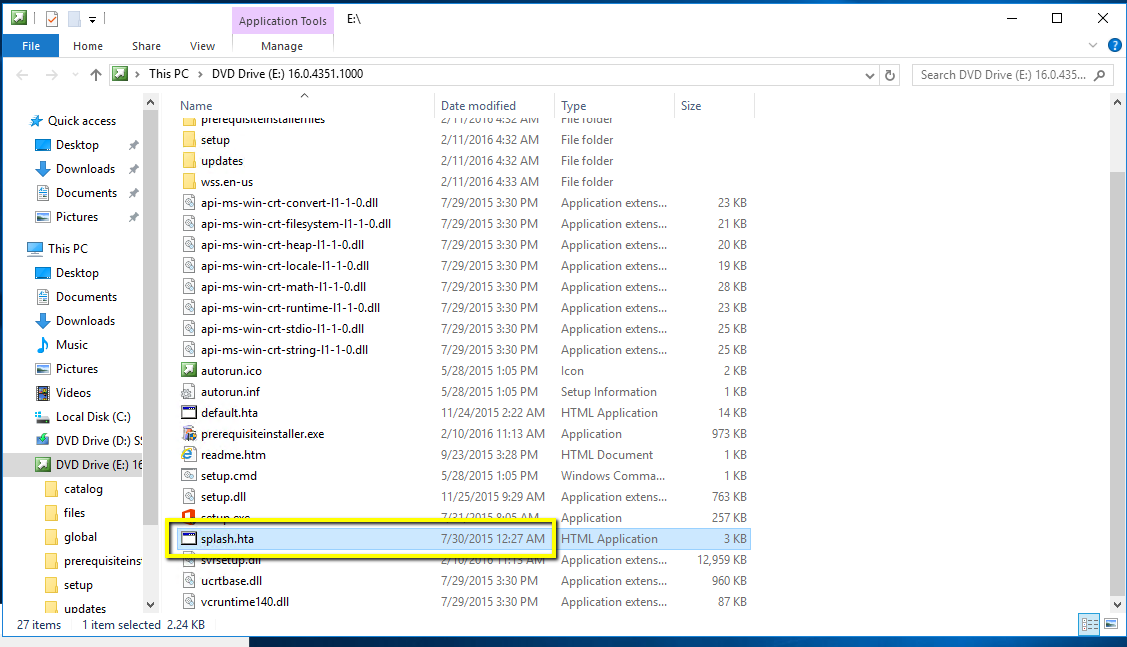 Application Tools E:\
File Home Share View Manage
This PC > DVD Drive (E:) 16.0.4351.1000 Search DVD Drive (E:) 16.0.435...
Quick access
Desktop
Downloads
Documents
Pictures
This PC
Desktop
Documents
Downloads
Music
Pictures
Videos
Local Disk (C:)
DVD Drive (D:) S
DVD Drive (E:) 16
catalog
files
global
prerequisiteins
setup
updates
Name Date modified Type Size
prerequisiteinstallerfiles 2/11/2016 4:32 AM File folder
setup 2/11/2016 4:32 AM File folder
updates 2/11/2016 4:32 AM File folder
wss.en-us 2/11/2016 4:33 AM File folder
api-ms-win-crt-convert-l1-1-0.dll 7/29/2015 3:30 PM Application extens... 23 KB
api-ms-win-crt-filesystem-l1-1-0.dll 7/29/2015 3:30 PM Application extens... 21 KB
api-ms-win-crt-heap-l1-1-0.dll 7/29/2015 3:30 PM Application extens... 20 KB
api-ms-win-crt-locale-l1-1-0.dll 7/29/2015 3:30 PM Application extens... 19 KB
api-ms-win-crt-math-l1-1-0.dll 7/29/2015 3:30 PM Application extens... 28 KB
api-ms-win-crt-runtime-l1-1-0.dll 7/29/2015 3:30 PM Application extens... 23 KB
api-ms-win-crt-stdio-l1-1-0.dll 7/29/2015 3:30 PM Application extens... 25 KB
api-ms-win-crt-string-l1-1-0.dll 7/29/2015 3:30 PM Application extens... 25 KB
autorun.ico 5/28/2015 1:05 PM Icon 2 KB
autorun.inf 5/28/2015 1:05 PM Setup Information 1 KB
default.hta 11/24/2015 2:22 AM HTML Application 14 KB
prerequisiteinstaller.exe 2/10/2016 11:13 AM Application 973 KB
readme.htm 9/23/2015 3:28 PM HTML Document 1 KB
setup.cmd 5/28/2015 1:05 PM Windows Comma... 1 KB
setup.dll 11/25/2015 9:29 AM Application extens... 763 KB
setup.exe 7/31/2015 8:05 AM Application 257 KB
splash.hta 7/30/2015 12:27 AM HTML Application 3 KB
svrsetup.dll 2/10/2016 11:13 AM Application extens... 12,959 KB
ucrtbase.dll 7/29/2015 3:30 PM Application extens... 960 KB
vcruntime140.dll 7/29/2015 3:30 PM Application extens... 87 KB
27 items 1 item selected 2.24 KB